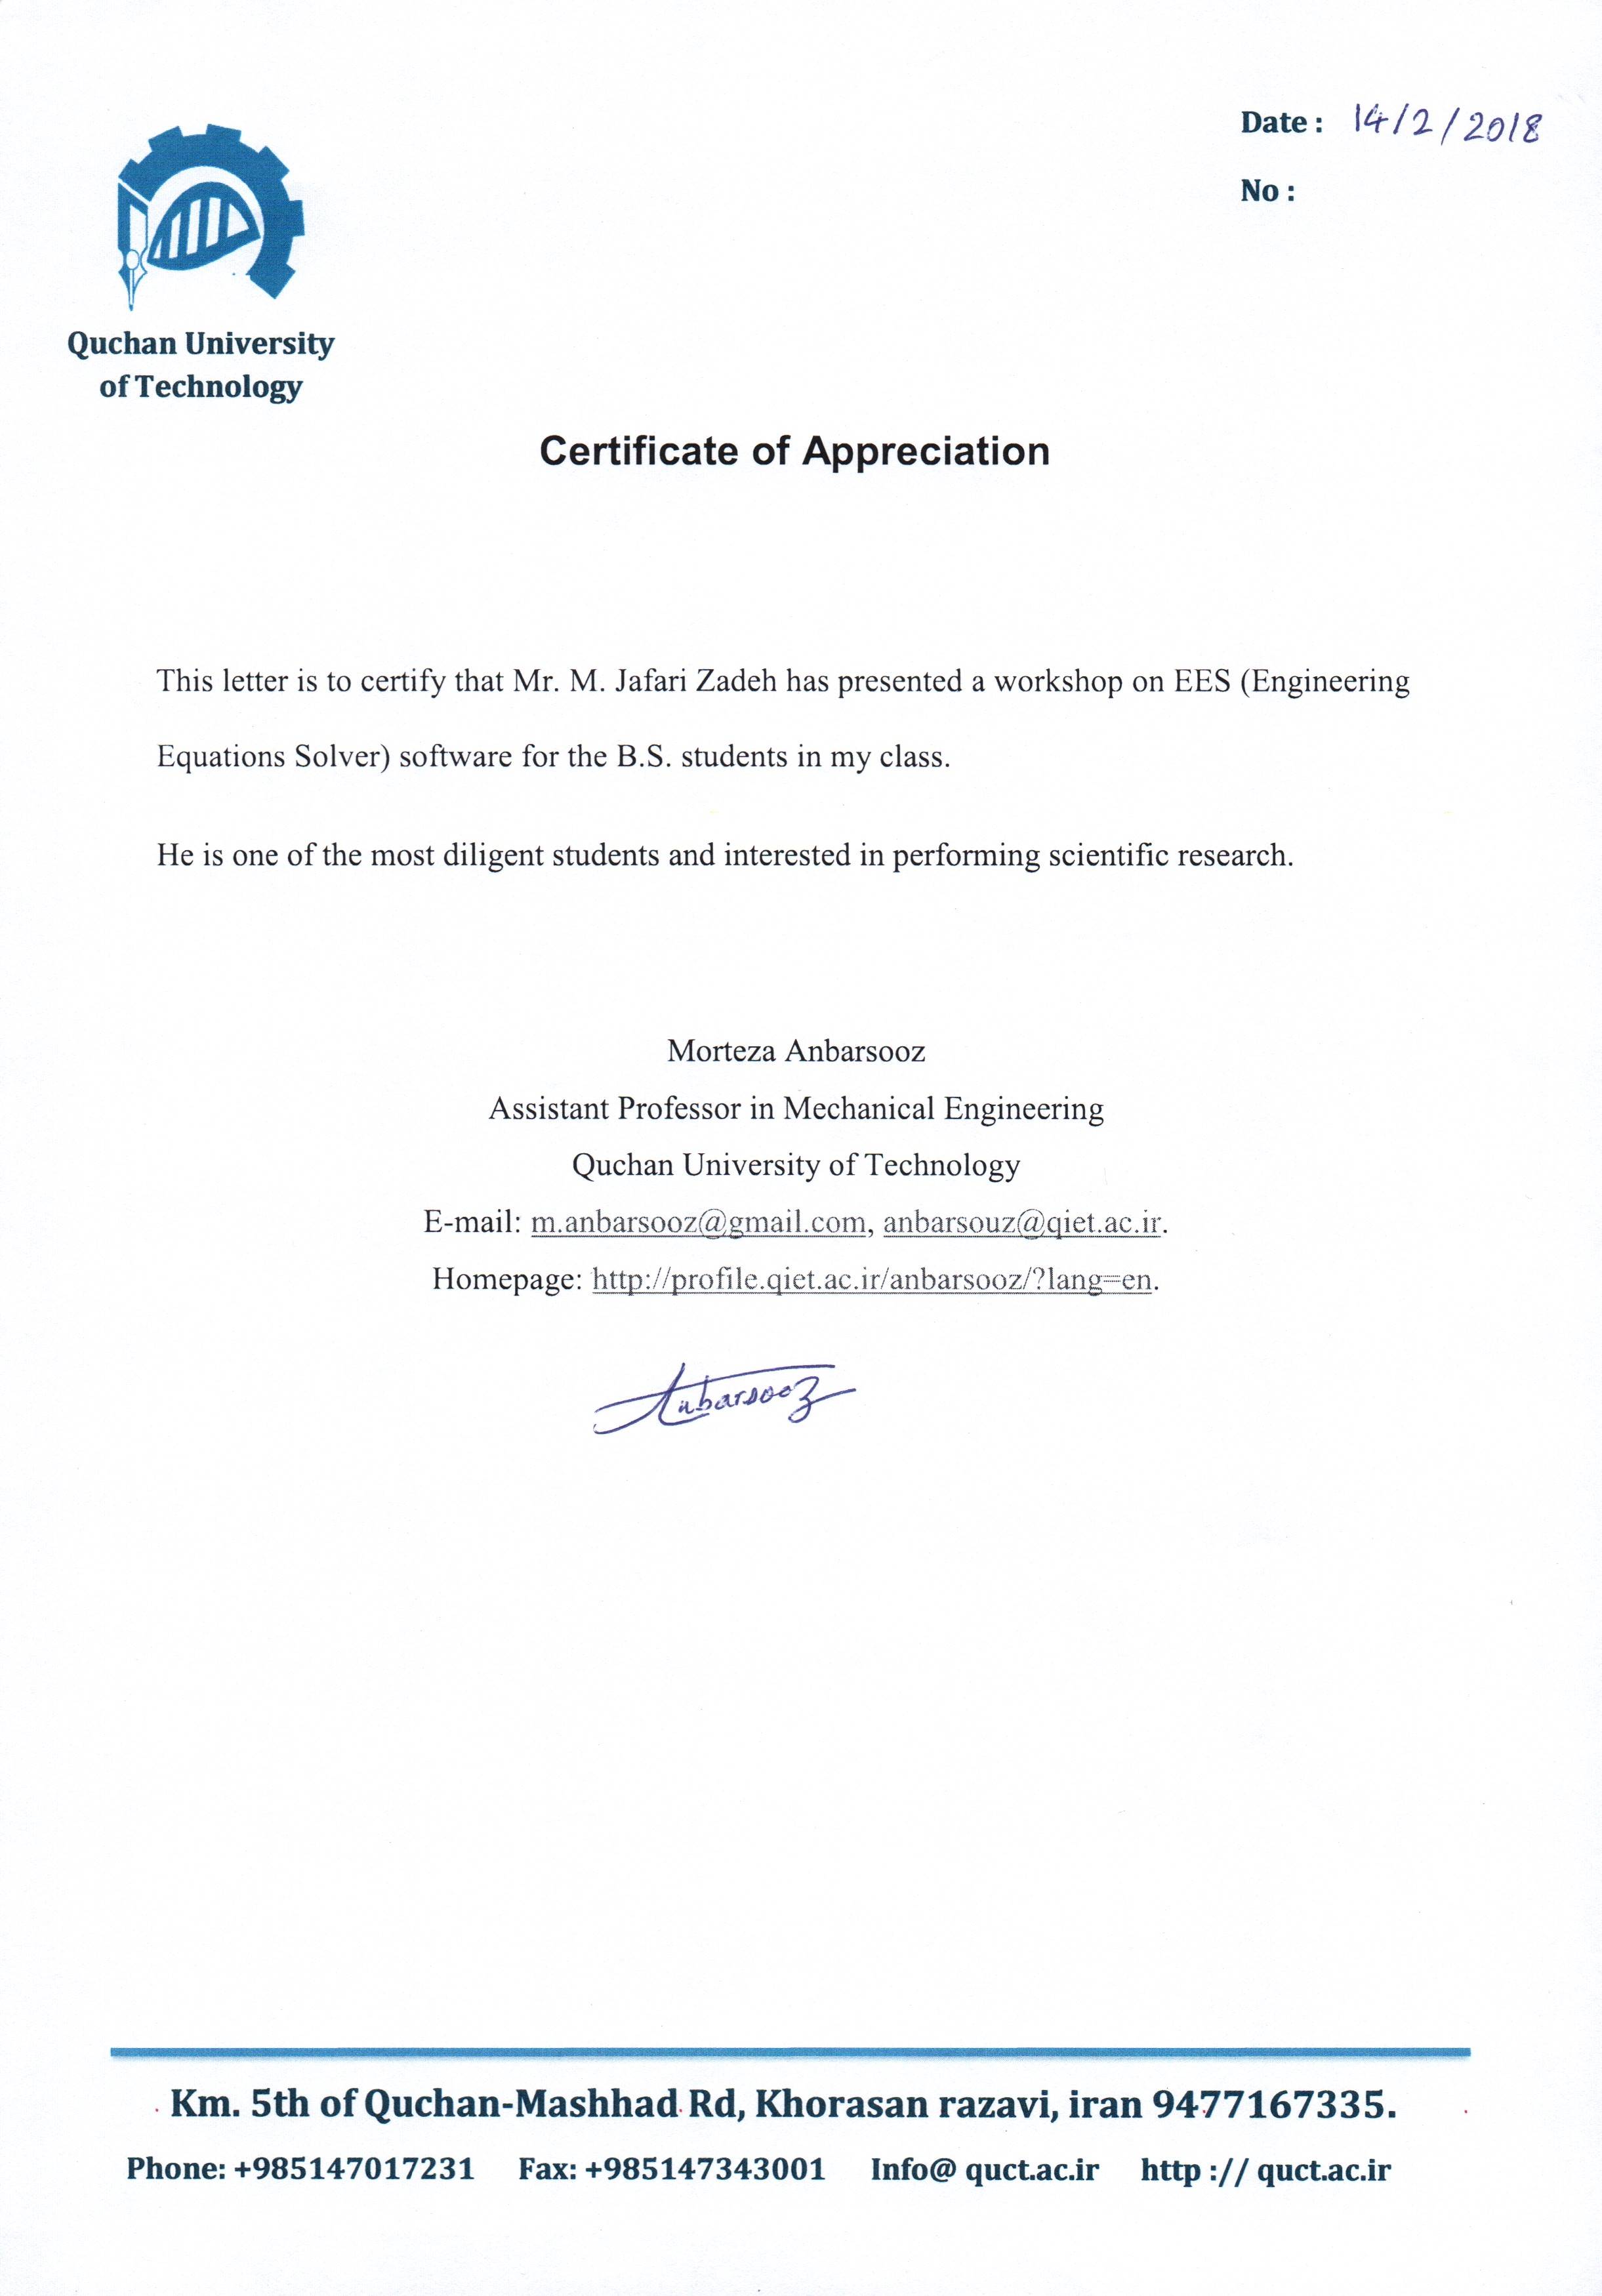 Date : 14/2/2018
No :
Quchan University
of Technology
Certificate of Appreciation
This letter is to certify that Mr. M. Jafari Zadeh has presented a workshop on EES (Engineering
Equations Solver) software for the B.S. students in my class.
He is one of the most diligent students and interested in performing scientific research.
Morteza Anbarsooz
Assistant Professor in Mechanical Engineering
Quchan University of Technology
E-mail: m.anbarsooz@gmail.com, anbarsouz@qiet.ac.ir.
Homepage: http://profile.qiet.ac.ir/anbarsooz/?lang=en.
Anbarsooz
Km. 5th of Quchan-Mashhad Rd, Khorasan razavi, iran 9477167335.
Phone: +985147017231 Fax: +985147343001 Info@ quct.ac.ir http :// quct.ac.ir